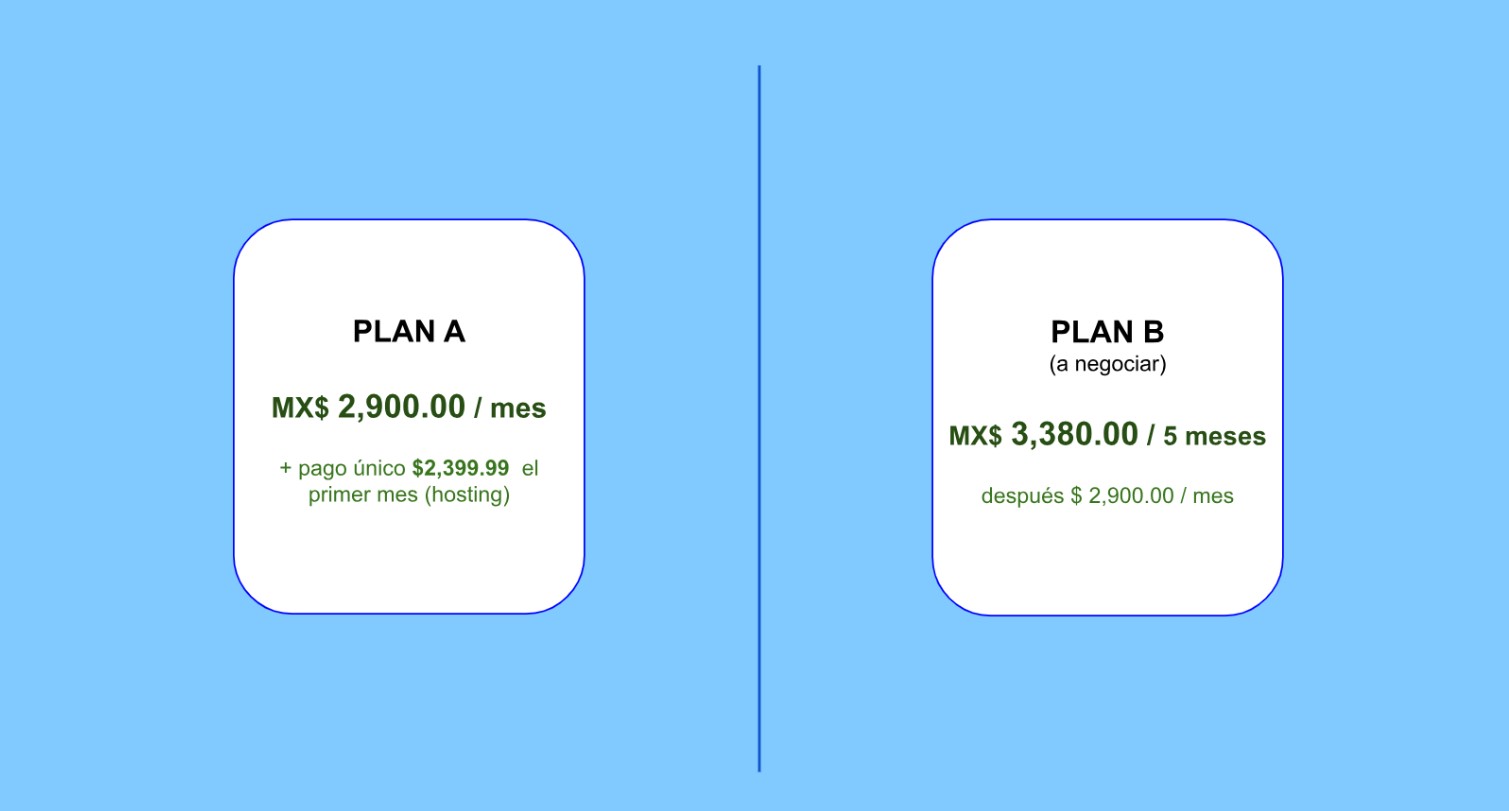 PLAN A
MX$ 2,900.00 / mes
+ pago único $2,399.99  el
primer mes (hosting)
PLAN B
(a negociar)
MX$ 3,380.00 / 5 meses
después $ 2,900.00 / mes